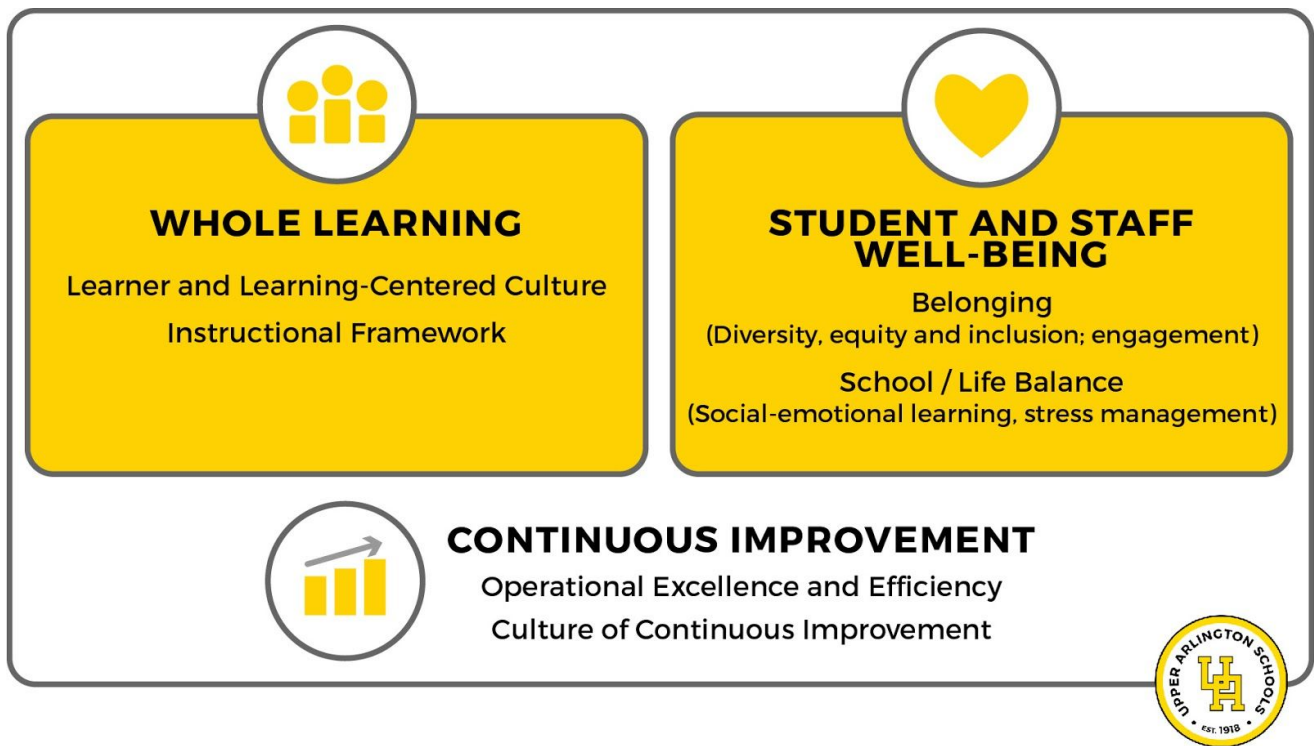 WHOLE LEARNING
Learner and Learning-Centered Culture
Instructional Framework
STUDENT AND STAFF
WELL-BEING
Belonging
(Diversity, equity and inclusion; engagement)
School / Life Balance
(Social-emotional learning, stress management)
CONTINUOUS IMPROVEMENT
Operational Excellence and Efficiency
Culture of Continuous Improvement
UPPER ARLINGTON SCHOOLS
UA
• EST. 1918 •